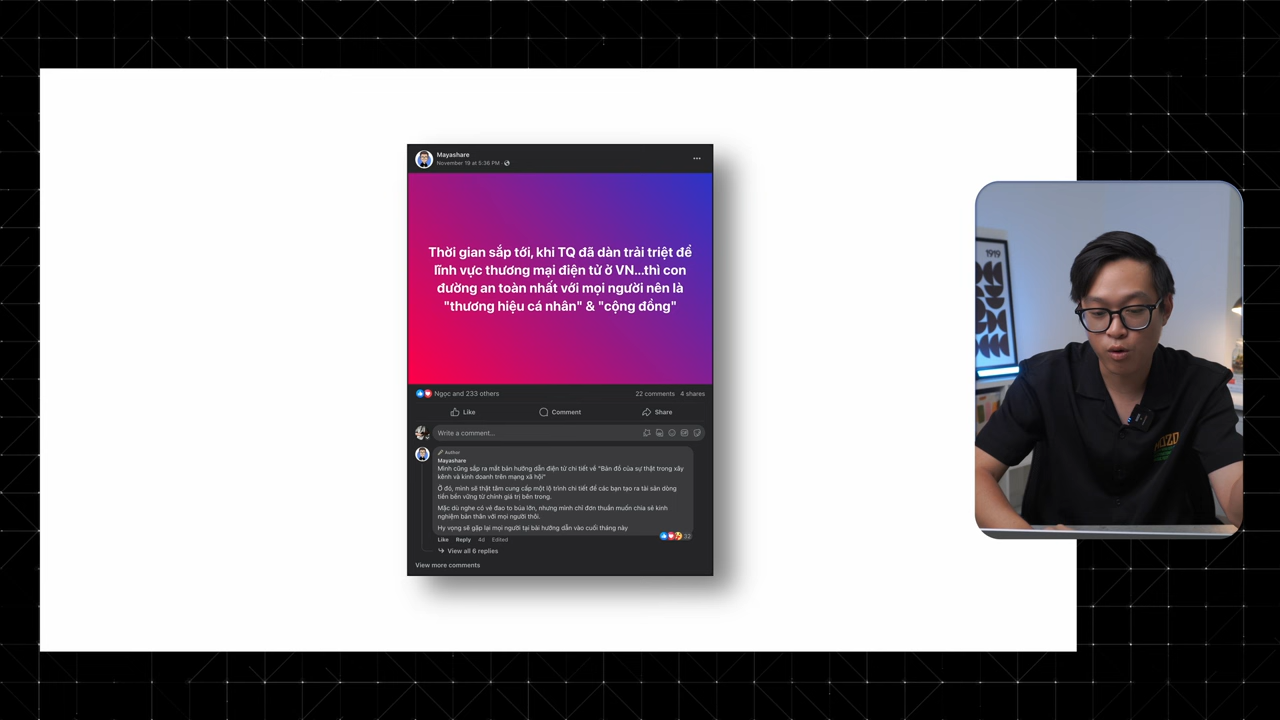 Mayashare
November 19 at 5:36 PM ·
Thời gian sắp tới, khi TQ đã dàn trải triệt để
lĩnh vực thương mại điện tử ở VN...thì con
đường an toàn nhất với mọi người nên là
"thương hiệu cá nhân" & "cộng đồng"
Ngọc and 233 others
22 comments 4 shares
Like
Comment
Share
Write a comment...
Author
Mayashare
Mình cũng sắp ra mắt bản hướng dẫn điện tử chi tiết về "Bản đồ của sự thật trong xây
kênh và kinh doanh trên mạng xã hội"
Ở đó, mình sẽ thật tâm cung cấp một lộ trình chi tiết để các bạn tạo ra tài sản dòng
tiền bền vững từ chính giá trị bên trong.
Mặc dù nghe có vẻ đao to búa lớn, nhưng mình chỉ đơn thuần muốn chia sẻ kinh
nghiệm bản thân với mọi người thôi.
Hy vọng sẽ gặp lại mọi người tại bài hướng dẫn vào cuối tháng này
Like Reply 4d Edited
32
View all 6 replies
View more comments
1919